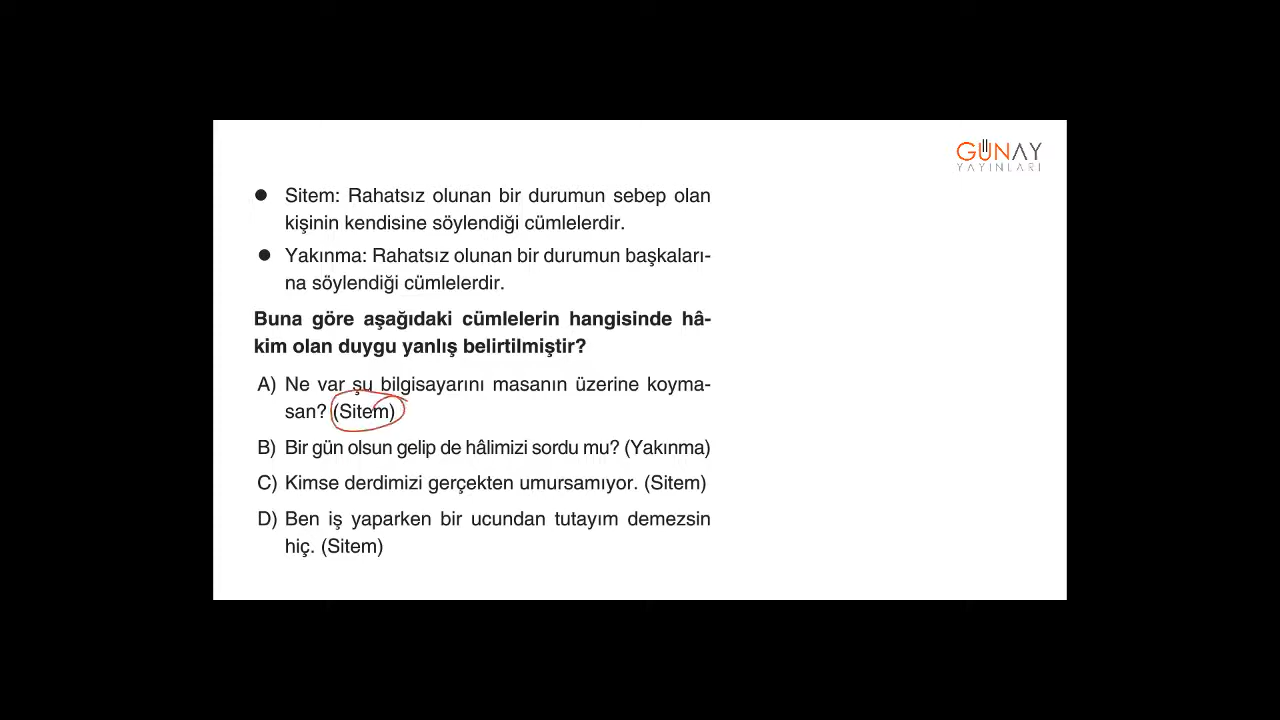 GÜNAY
YAYINLARI
● Sitem: Rahatsız olunan bir durumun sebep olan
kişinin kendisine söylendiği cümlelerdir.
● Yakınma: Rahatsız olunan bir durumun başkaları-
na söylendiği cümlelerdir.
Buna göre aşağıdaki cümlelerin hangisinde hâ-
kim olan duygu yanlış belirtilmiştir?
A) Ne var şu bilgisayarını masanın üzerine koyma-
san? (Sitem)
B) Bir gün olsun gelip de hâlimizi sordu mu? (Yakınma)
C) Kimse derdimizi gerçekten umursamıyor. (Sitem)
D) Ben iş yaparken bir ucundan tutayım demezsin
hiç. (Sitem)